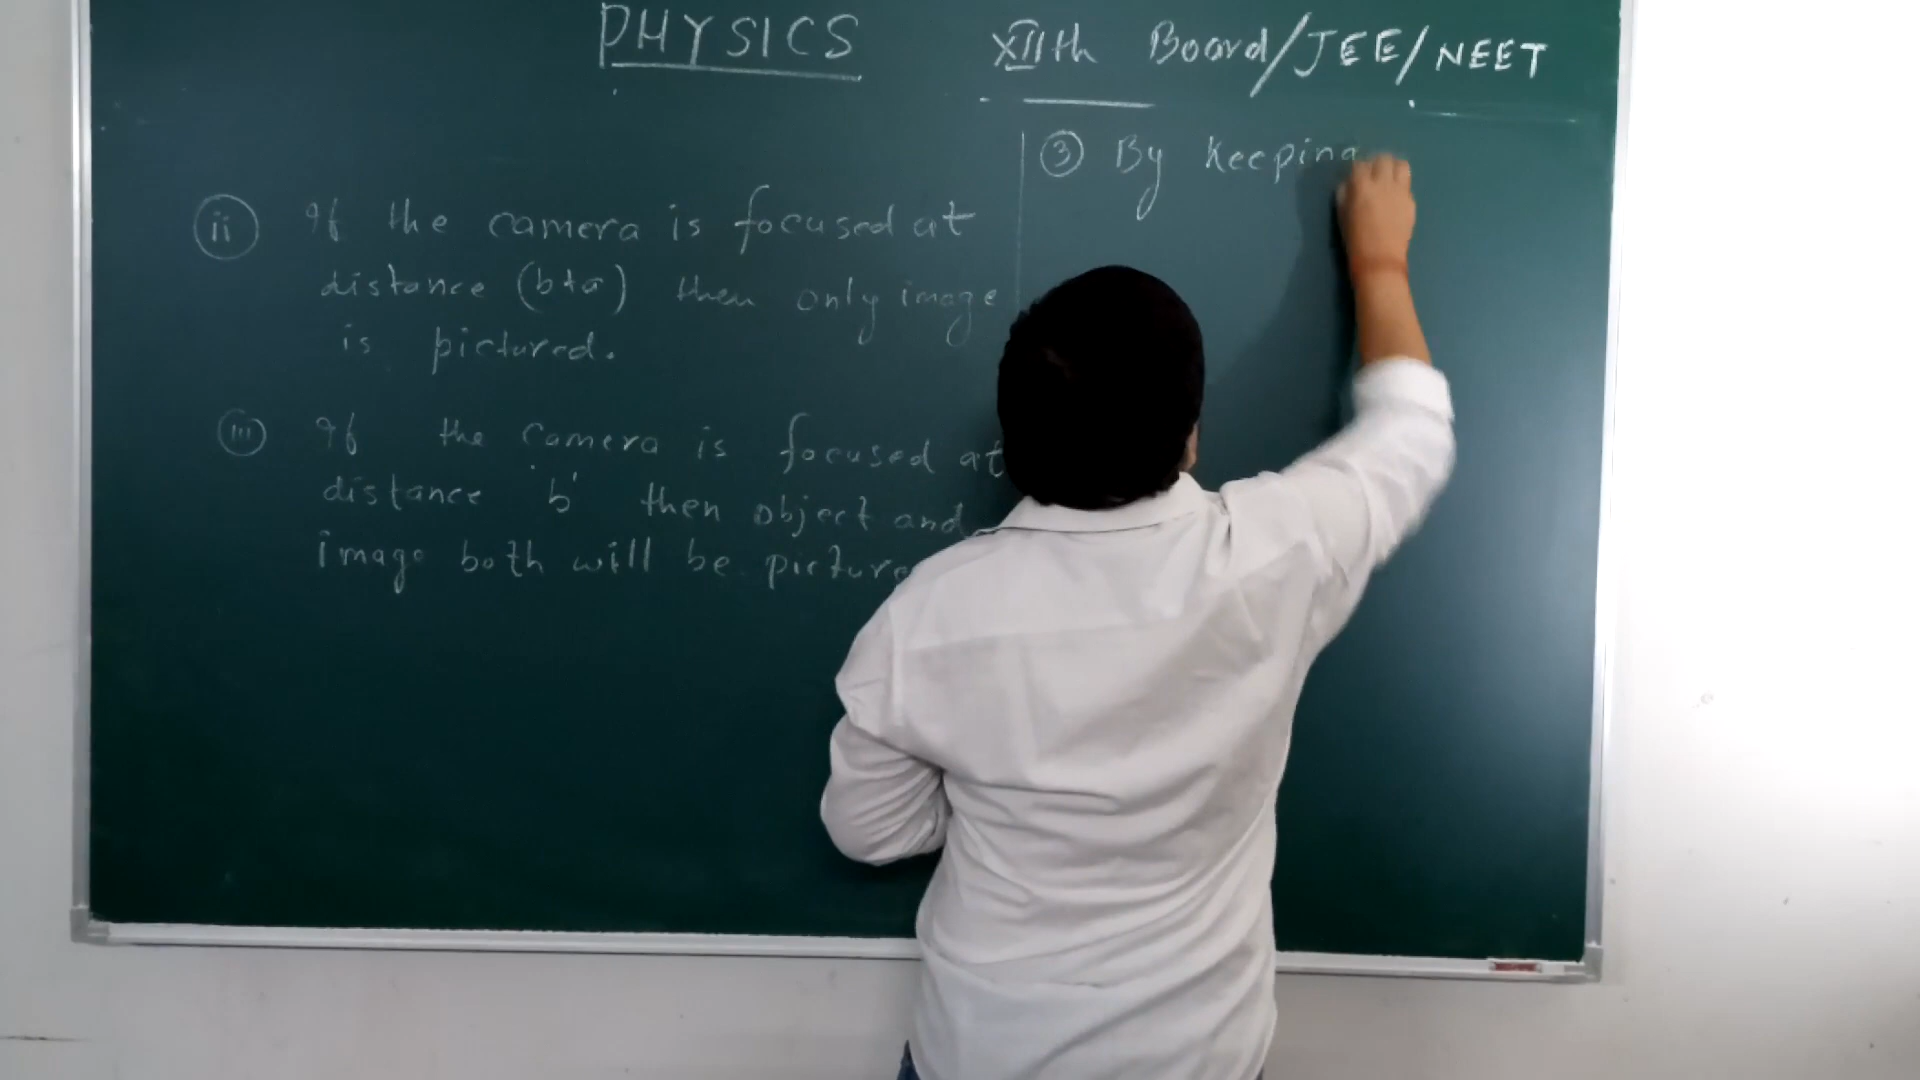 PHYSICS
XIIth Board/JEE/NEET
ii If the camera is focused at
distance (b+a) then only image
is pictured.
iii If the camera is focused at
distance 'b' then object and
image both will be picture
3 By Keeping